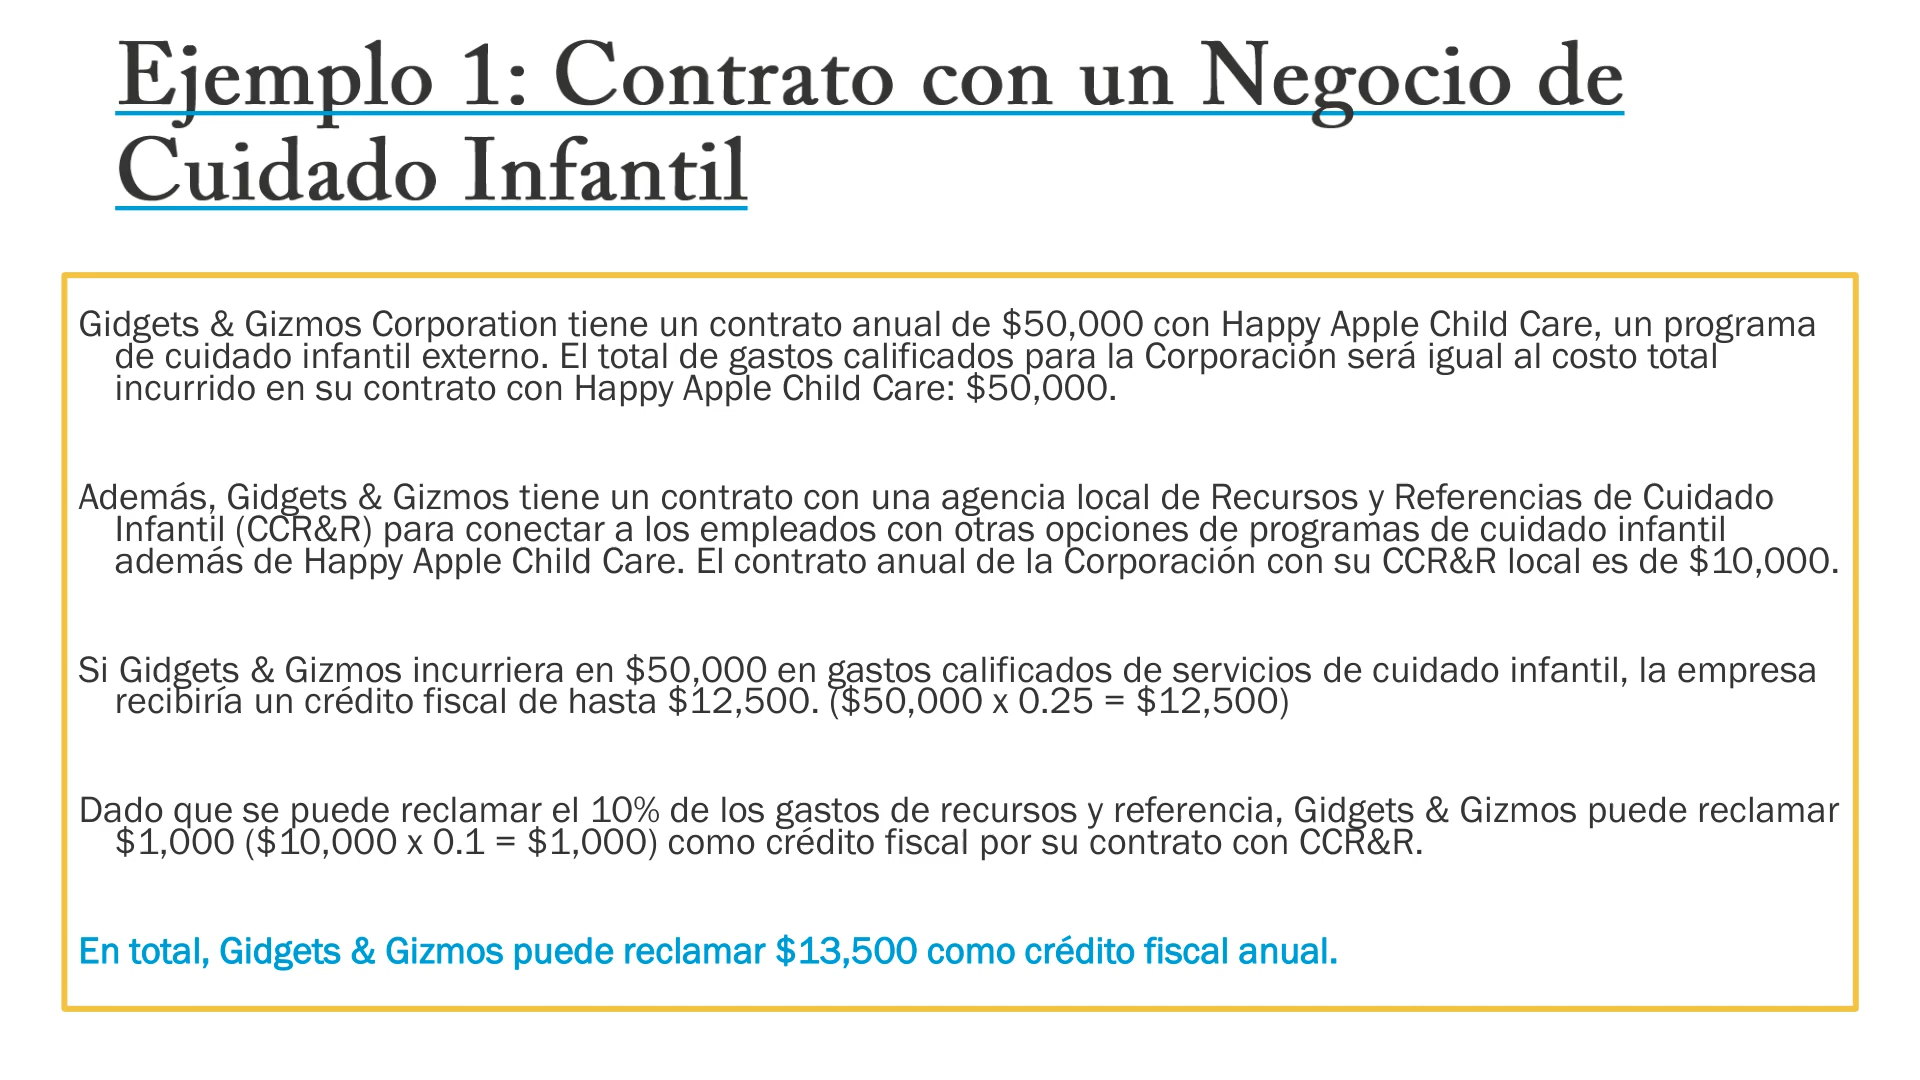 Ejemplo 1: Contrato con un Negocio de
Cuidado Infantil
Gidgets & Gizmos Corporation tiene un contrato anual de $50,000 con Happy Apple Child Care, un programa
de cuidado infantil externo. El total de gastos calificados para la Corporación será igual al costo total
incurrido en su contrato con Happy Apple Child Care: $50,000.
Además, Gidgets & Gizmos tiene un contrato con una agencia local de Recursos y Referencias de Cuidado
Infantil (CCR&R) para conectar a los empleados con otras opciones de programas de cuidado infantil
además de Happy Apple Child Care. El contrato anual de la Corporación con su CCR&R local es de $10,000.
Si Gidgets & Gizmos incurriera en $50,000 en gastos calificados de servicios de cuidado infantil, la empresa
recibiría un crédito fiscal de hasta $12,500. ($50,000 x 0.25 = $12,500)
Dado que se puede reclamar el 10% de los gastos de recursos y referencia, Gidgets & Gizmos puede reclamar
$1,000 ($10,000 x 0.1 = $1,000) como crédito fiscal por su contrato con CCR&R.
En total, Gidgets & Gizmos puede reclamar $13,500 como crédito fiscal anual.